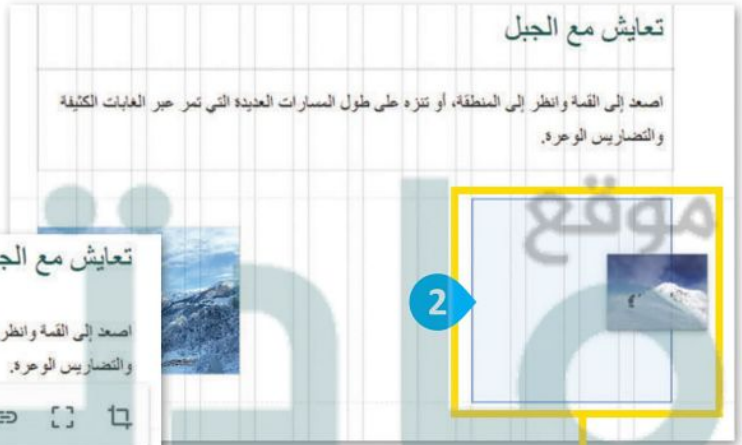 تعايش مع الجبل
اصعد إلى القمة وانظر إلى المنطقة، أو تنزه على طول المسارات العديدة التي تمر عبر الغابات الكثيفة
والتضاريس الوعرة.
موقع
2
تعايش مع الج
اصعد إلى القمة وانظر
والتضاريس الوعرة.